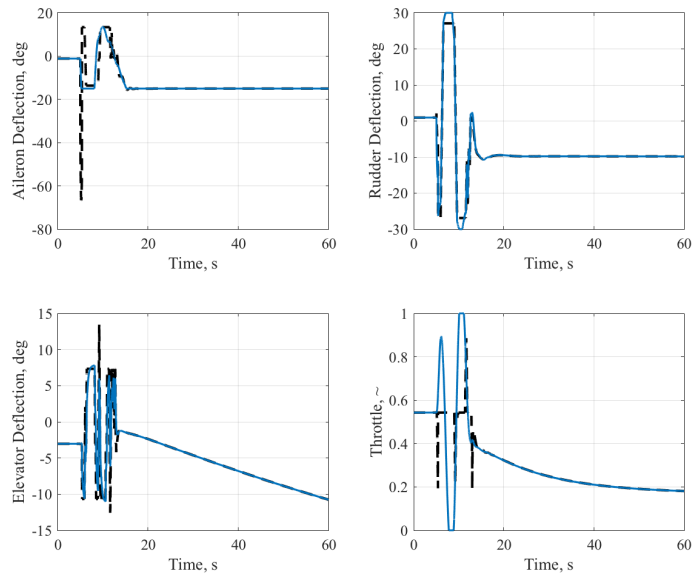 20
0
-20
-40
-60
-80
0 20 40 60
Aileron Deflection, deg
Time, s
30
20
10
0
-10
-20
-30
0 20 40 60
Rudder Deflection, deg
Time, s
15
10
5
0
-5
-10
-15
0 20 40 60
Elevator Deflection, deg
Time, s
1
0.8
0.6
0.4
0.2
0
0 20 40 60
Throttle, ~
Time, s